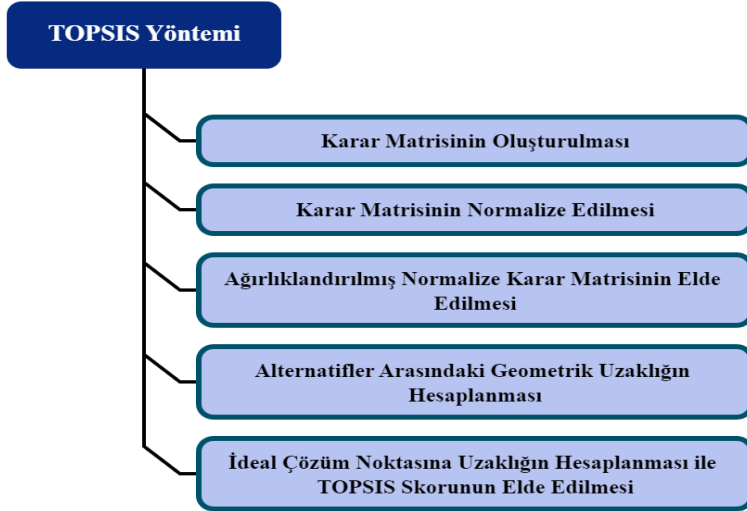 TOPSIS Yöntemi
Karar Matrisinin Oluşturulması
Karar Matrisinin Normalize Edilmesi
Ağırlıklandırılmış Normalize Karar Matrisinin Elde
Edilmesi
Alternatifler Arasındaki Geometrik Uzaklığın
Hesaplanması
İdeal Çözüm Noktasına Uzaklığın Hesaplanması ile
TOPSIS Skorunun Elde Edilmesi